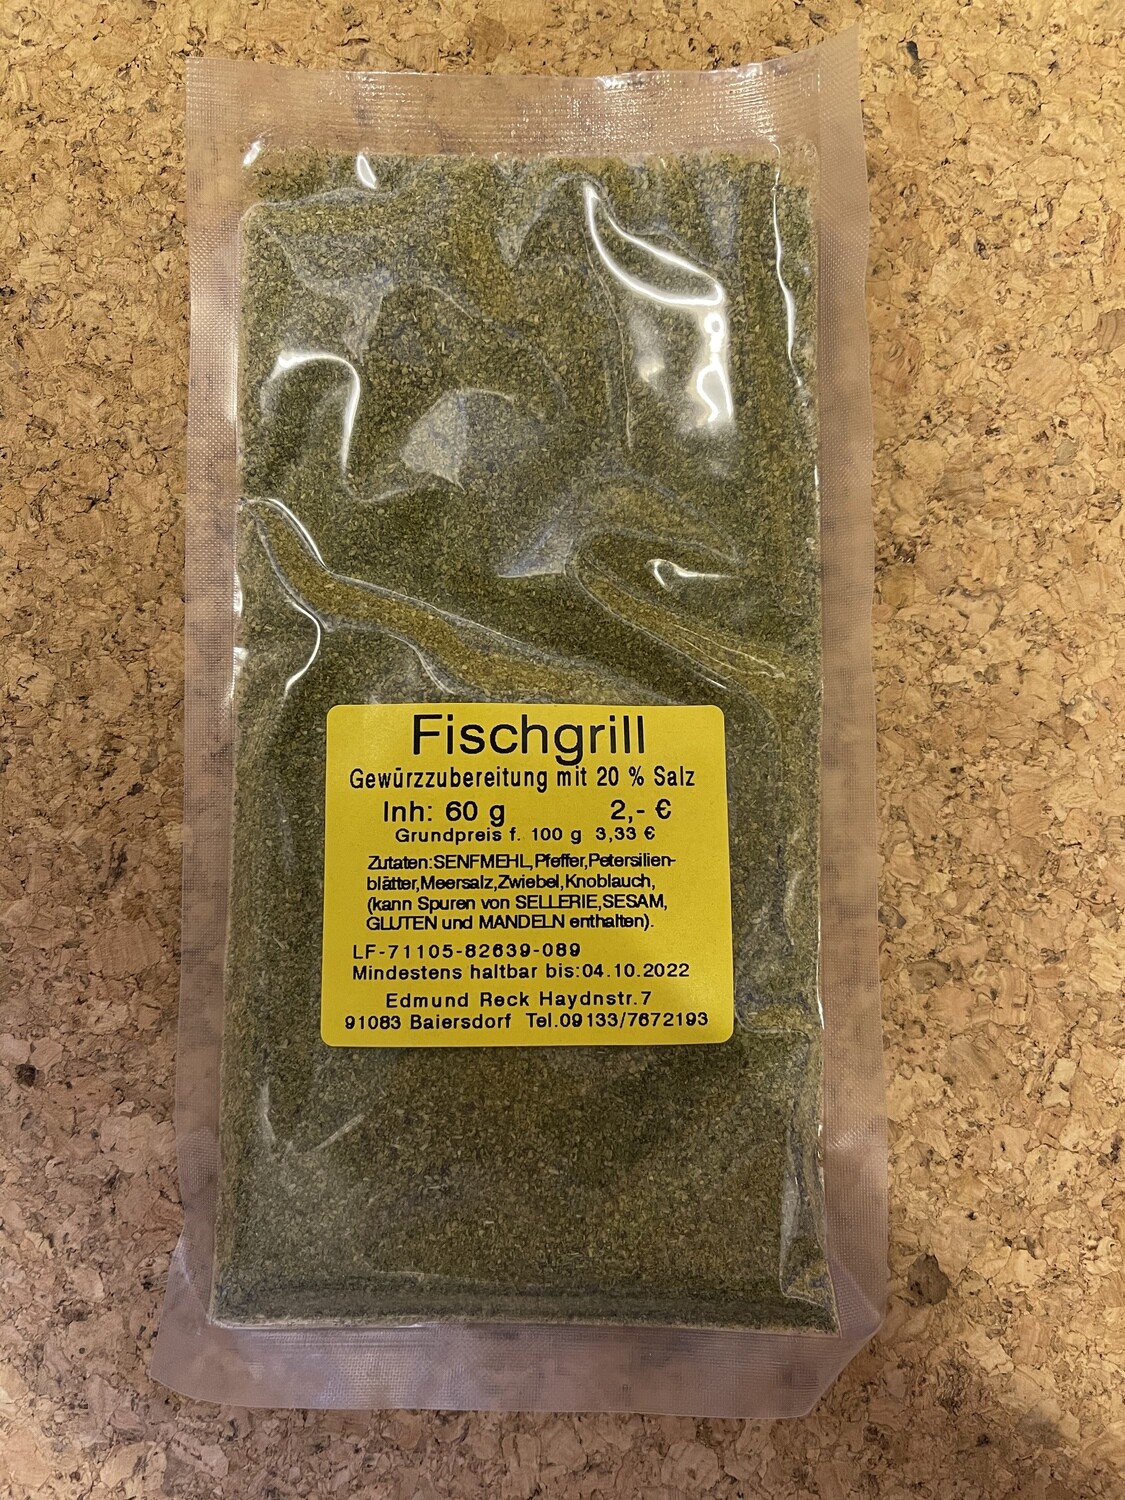 Fischgrill
Gewürzzubereitung mit 20 % Salz
Inh: 60 g 2,- €
Grundpreis f. 100 g 3,33 €
Zutaten:SENFMEHL,Pfeffer,Petersilien-
blätter,Meersalz,Zwiebel,Knoblauch,
(kann Spuren von SELLERIE,SESAM,
GLUTEN und MANDELN enthalten).
LF-71105-82639-089
Mindestens haltbar bis:04.10.2022
Edmund Reck Haydnstr.7
91083 Baiersdorf Tel.09133/7672193